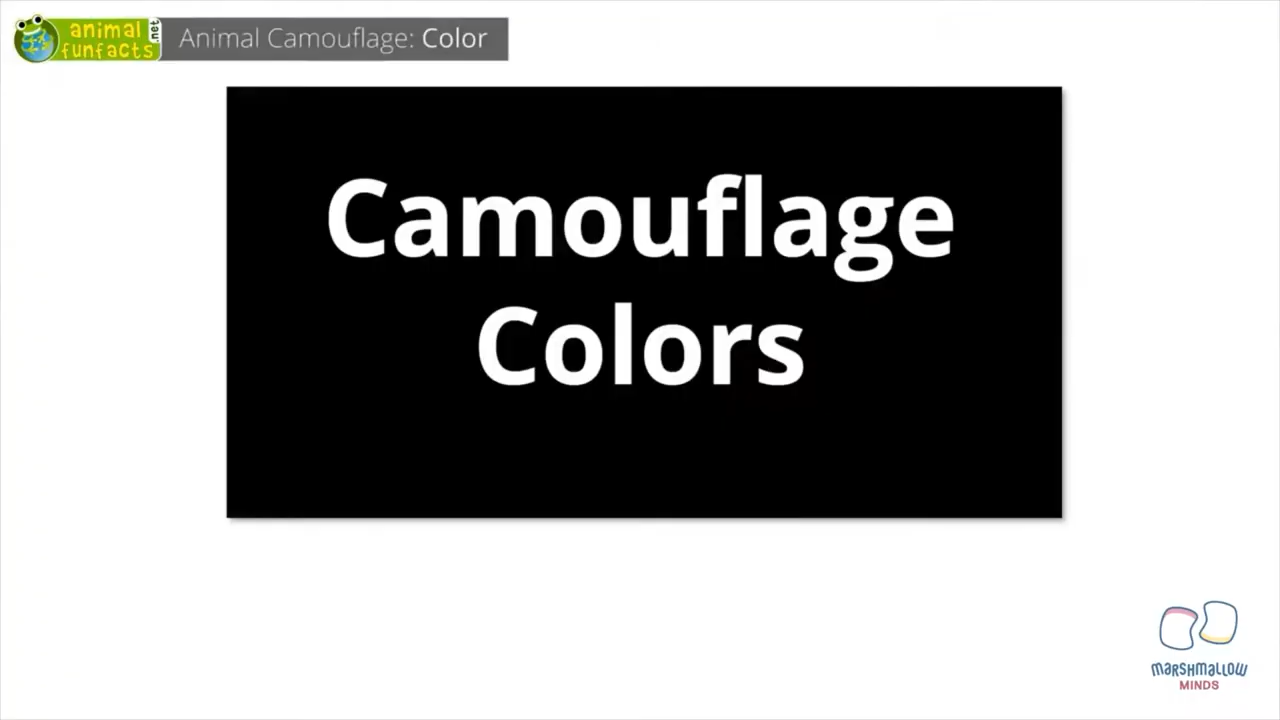 animal
funfacts
.net
Animal Camouflage: Color
Camouflage
Colors
MARSHMALLOW
MINDS